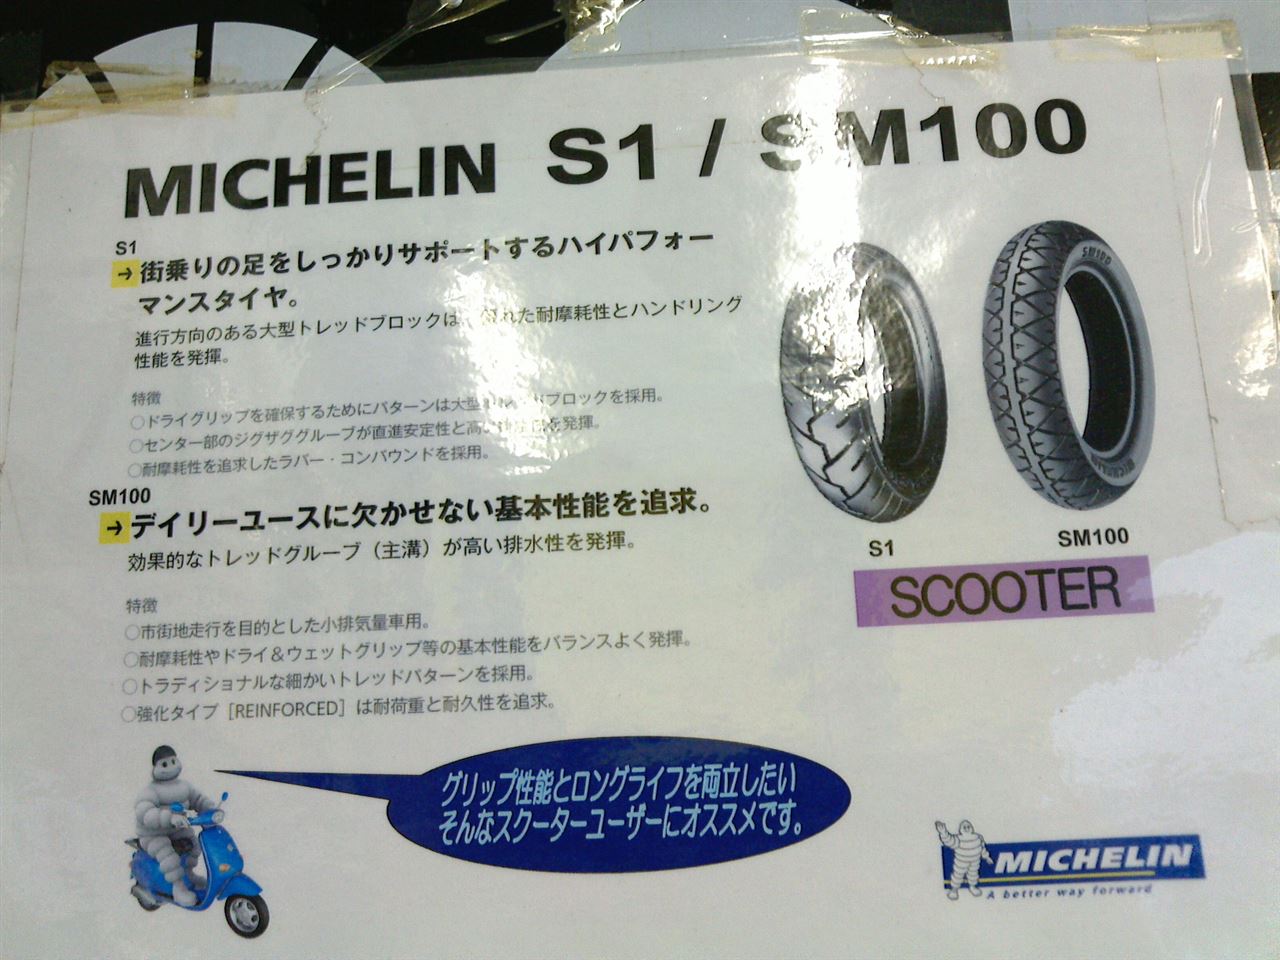 MICHELIN S1 / SM100
S1
→街乗りの足をしっかりサポートするハイパフォー
マンスタイヤ。
進行方向のある大型トレッドブロックは、れた耐摩耗性とハンドリング
性能を発揮。
特徴
○ドライグリップを確保するためにパターンは大型ブロックを採用。
○センター部のジグザググルーブが直進安定性と高いを発揮。
○耐摩耗性を追求したラバー・コンパウンドを採用。
SM100
→デイリーユースに欠かせない基本性能を追求。
効果的なトレッドグルーブ（主溝）が高い排水性を発揮。
特徴
○市街地走行を目的とした小排気量車用。
○耐摩耗性やドライ＆ウェットグリップ等の基本性能をバランスよく発揮。
○トラディショナルな細かいトレッドパターンを採用。
○強化タイプ［REINFORCED］は耐荷重と耐久性を追求。
SM100
MICHELIN
S1
SM100
SCOOTER
グリップ性能とロングライフを両立したい
そんなスクーターユーザーにオススメです。
MICHELIN
A better way forward